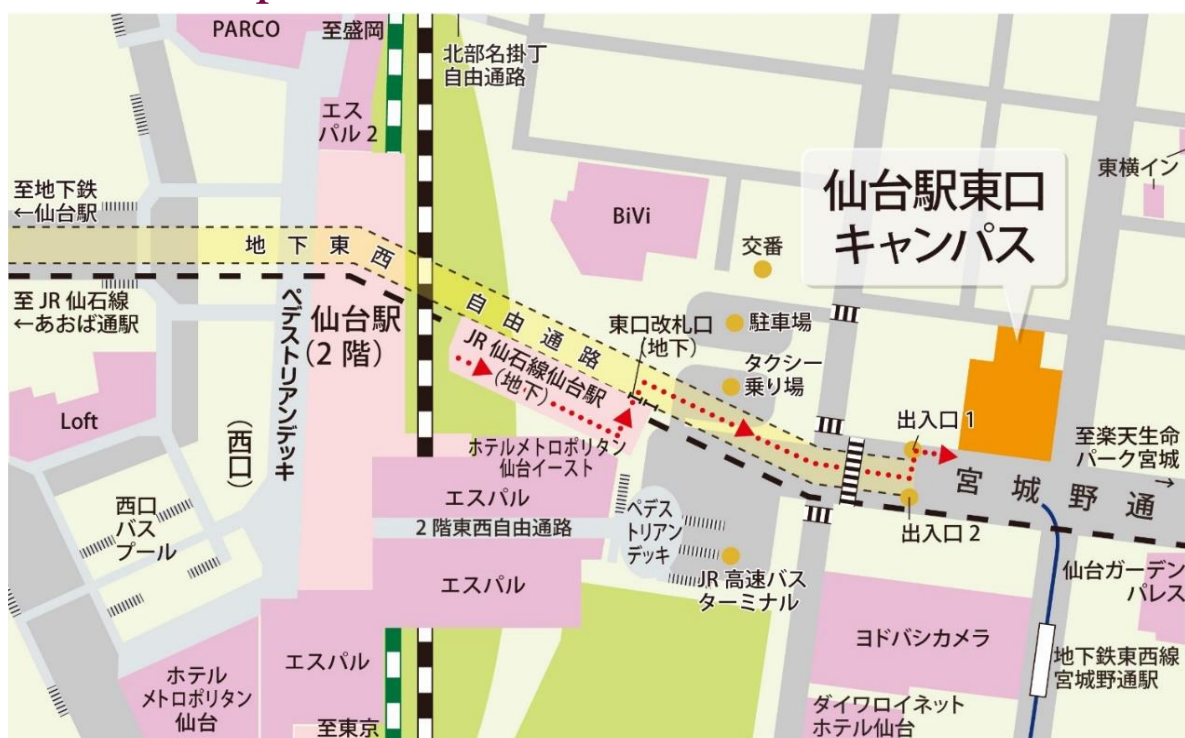 PARCO
至盛岡
北部名掛丁
自由通路
エス
パル2
東横イン
仙台駅東口
キャンパス
至地下鉄
←仙台駅
BiVi
交番
地下東西
自由通路
至JR仙石線
←あおば通駅
ペデストリアンデッキ
(西口)
仙台駅
(2階)
東口改札口
(地下)
駐車場
タクシー
乗り場
JR仙石線仙台駅
(地下)
Loft
出入口1
至楽天生命
パーク宮城
→
ホテルメトロポリタン
仙台イースト
宮城野通
エスパル
西口
バス
プール
2階東西自由通路
ペデス
トリアン
デッキ
出入口2
エスパル
JR高速バス
ターミナル
仙台ガーデン
パレス
ヨドバシカメラ
エスパル
地下鉄東西線
宮城野通駅
ホテル
メトロポリタン
仙台
ダイワロイネット
ホテル仙台
至東京